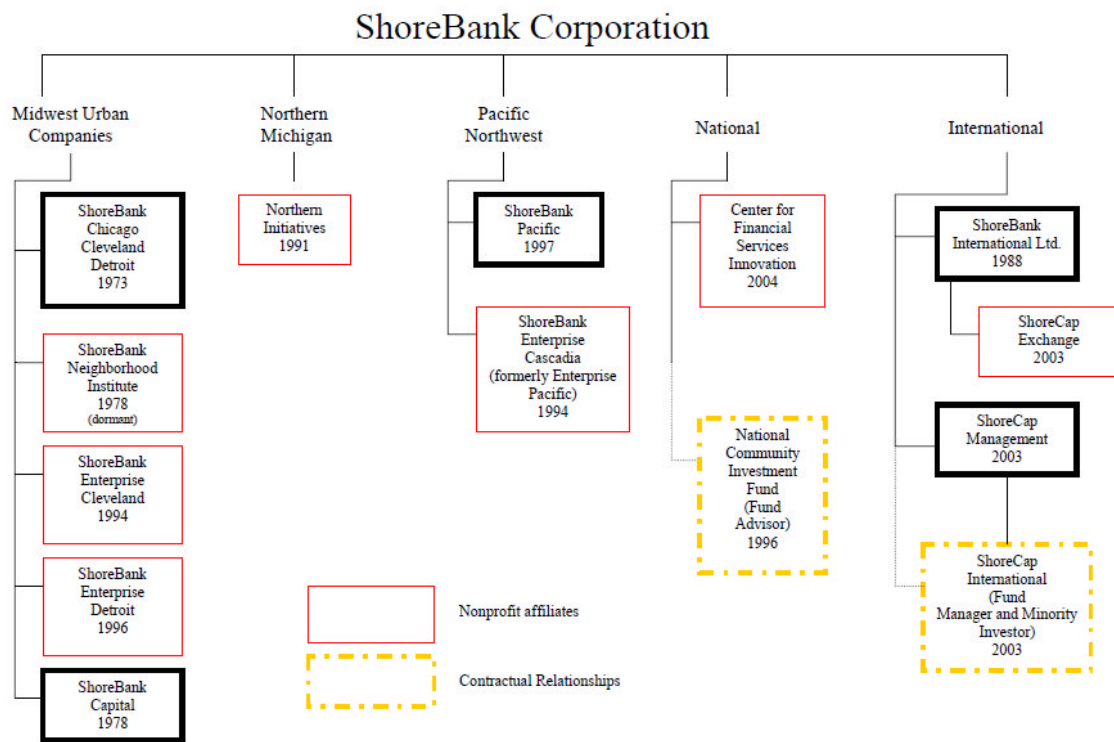 ShoreBank Corporation
Midwest Urban
Companies
Northern
Michigan
Pacific
Northwest
National
International
ShoreBank
Chicago
Cleveland
Detroit
1973
ShoreBank
Neighborhood
Institute
1978
(dormant)
ShoreBank
Enterprise
Cleveland
1994
ShoreBank
Enterprise
Detroit
1996
ShoreBank
Capital
1978
Northern
Initiatives
1991
ShoreBank
Pacific
1997
ShoreBank
Enterprise
Cascadia
(formerly Enterprise
Pacific)
1994
Center for
Financial
Services
Innovation
2004
National
Community
Investment
Fund
(Fund
Advisor)
1996
ShoreBank
International Ltd.
1988
ShoreCap
Exchange
2003
ShoreCap
Management
2003
ShoreCap
International
(Fund
Manager and Minority
Investor)
2003
Nonprofit affiliates
Contractual Relationships